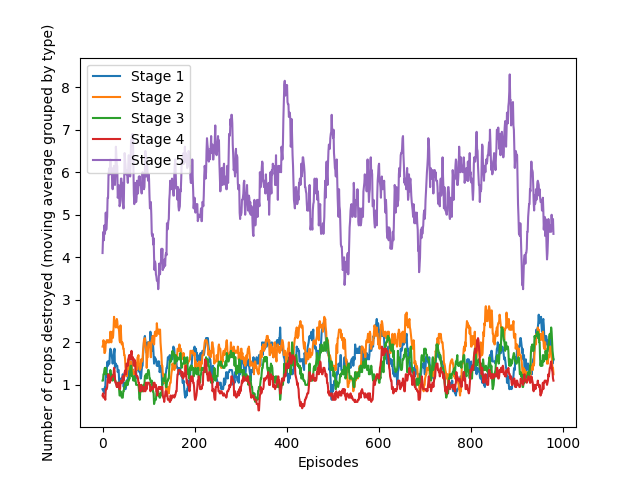 Number of crops destroyed (moving average grouped by type)
8
7
6
5
4
3
2
1
Stage 1
Stage 2
Stage 3
Stage 4
Stage 5
0 200 400 600 800 1000
Episodes